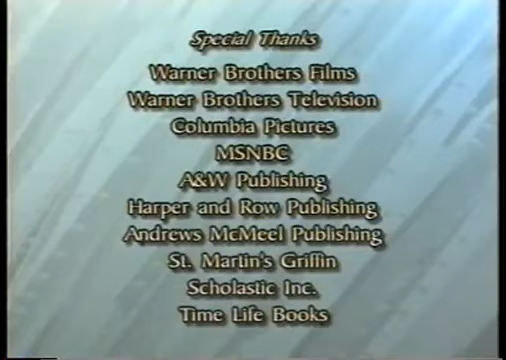 Special Thanks
Warner Brothers Films
Warner Brothers Television
Columbia Pictures
MSNBC
A&W Publishing
Harper and Row Publishing
Andrews McMeel Publishing
St. Martin's Griffin
Scholastic Inc.
Time Life Books